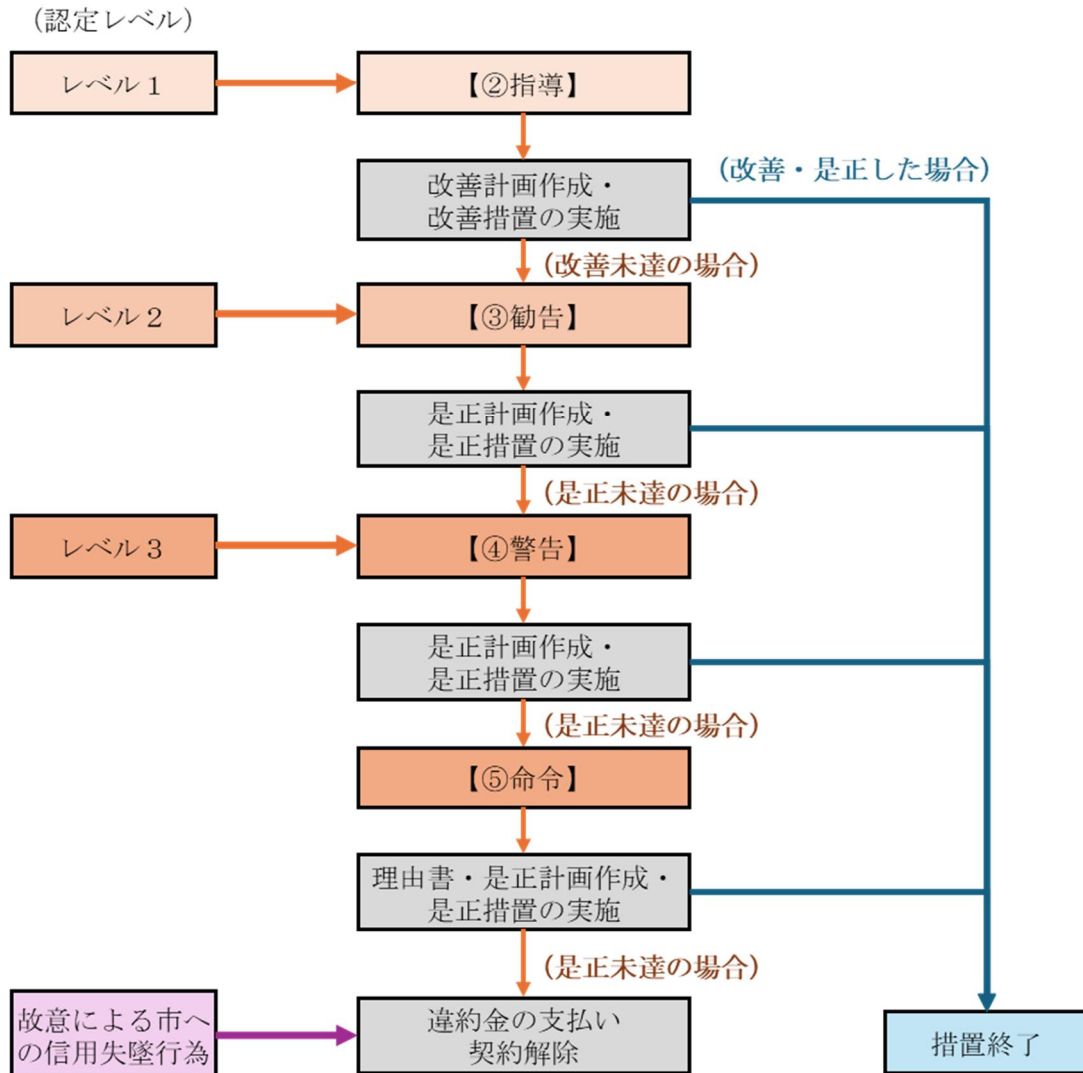 （認定レベル）
レベル１
【②指導】
改善計画作成・
改善措置の実施
（改善・是正した場合）
（改善未達の場合）
レベル２
【③勧告】
是正計画作成・
是正措置の実施
（是正未達の場合）
レベル３
【④警告】
是正計画作成・
是正措置の実施
（是正未達の場合）
【⑤命令】
理由書・是正計画作成・
是正措置の実施
（是正未達の場合）
故意による市へ
の信用失墜行為
違約金の支払い
契約解除
措置終了